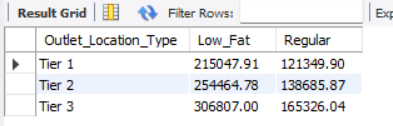 Result Grid Filter Rows: Exp
Outlet_Location_Type Low_Fat Regular
Tier 1 215047.91 121349.90
Tier 2 254464.78 138685.87
Tier 3 306807.00 165326.04